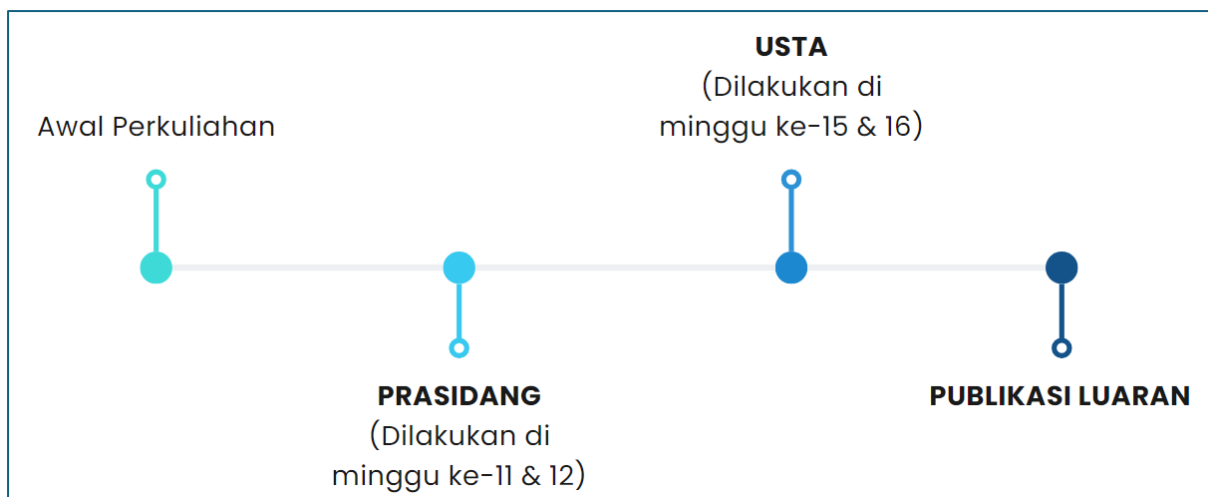 Awal Perkuliahan
PRASIDANG
(Dilakukan di
minggu ke-11 & 12)
USTA
(Dilakukan di
minggu ke-15 & 16)
PUBLIKASI LUARAN